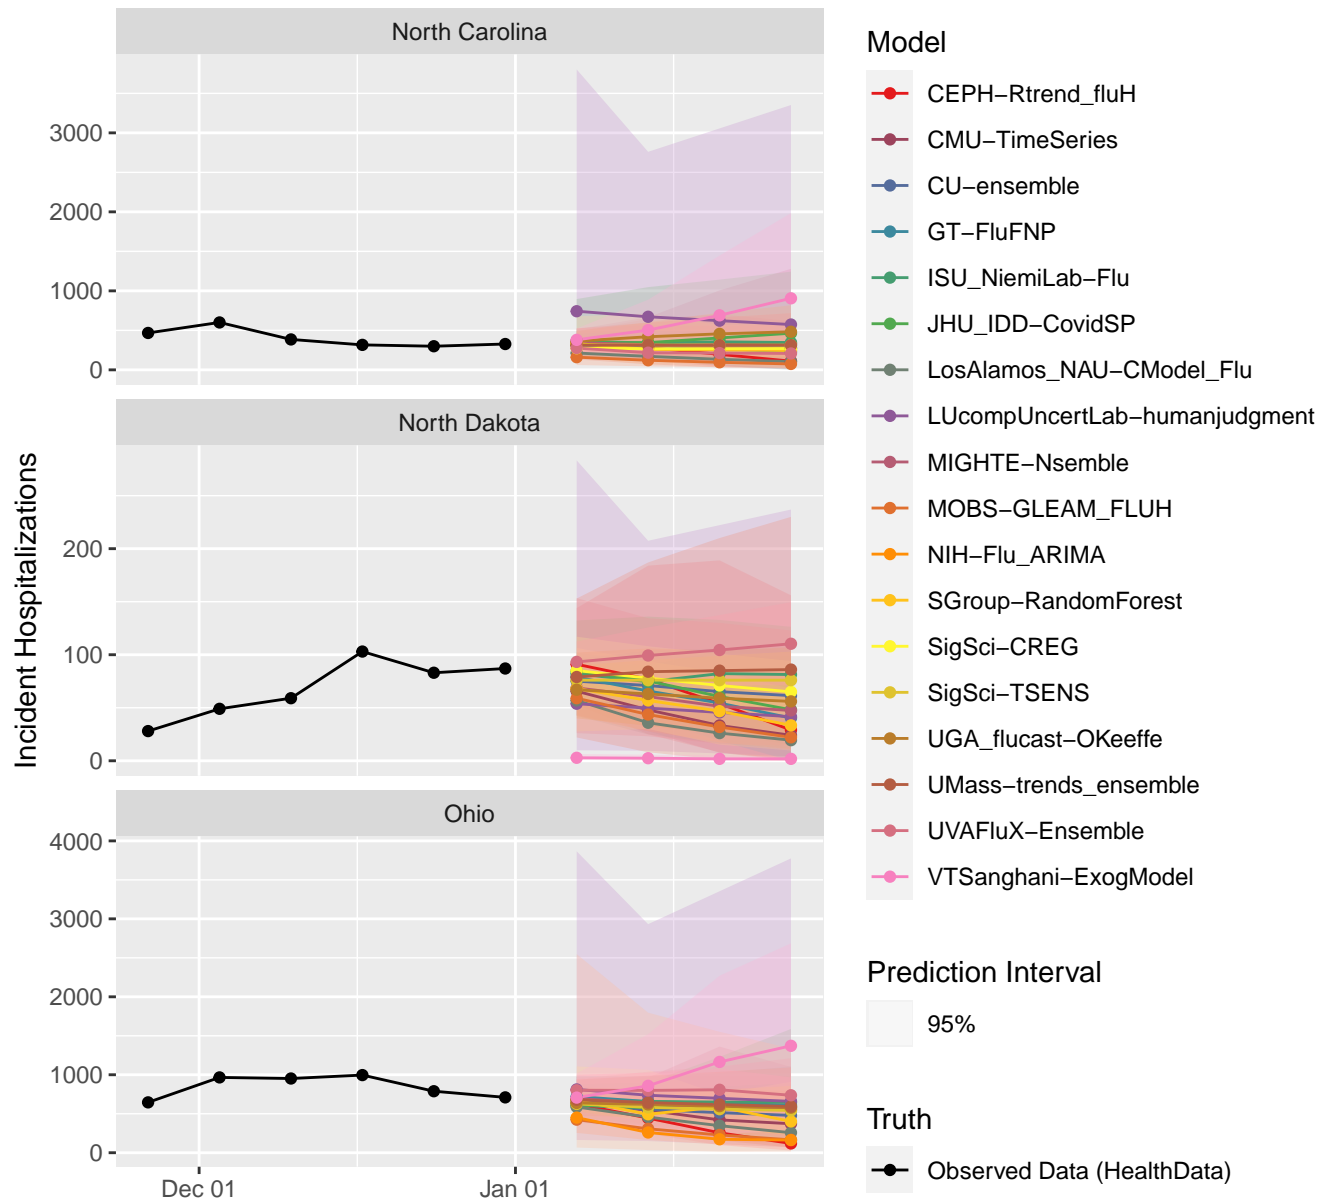 North Carolina
3000
2000
1000
0
North Dakota
200
100
0
Ohio
4000
3000
2000
1000
0
Dec 01
Jan 01
Incident Hospitalizations
Model
CEPH−Rtrend_fluH
CMU−TimeSeries
CU−ensemble
GT−FluFNP
ISU_NiemiLab−Flu
JHU_IDD−CovidSP
LosAlamos_NAU−CModel_Flu
LUcompUncertLab−humanjudgment
MIGHTE−Nsemble
MOBS−GLEAM_FLUH
NIH−Flu_ARIMA
SGroup−RandomForest
SigSci−CREG
SigSci−TSENS
UGA_flucast−OKeeffe
UMass−trends_ensemble
UVAFluX−Ensemble
VTSanghani−ExogModel
Prediction Interval
95%
Truth
Observed Data (HealthData)